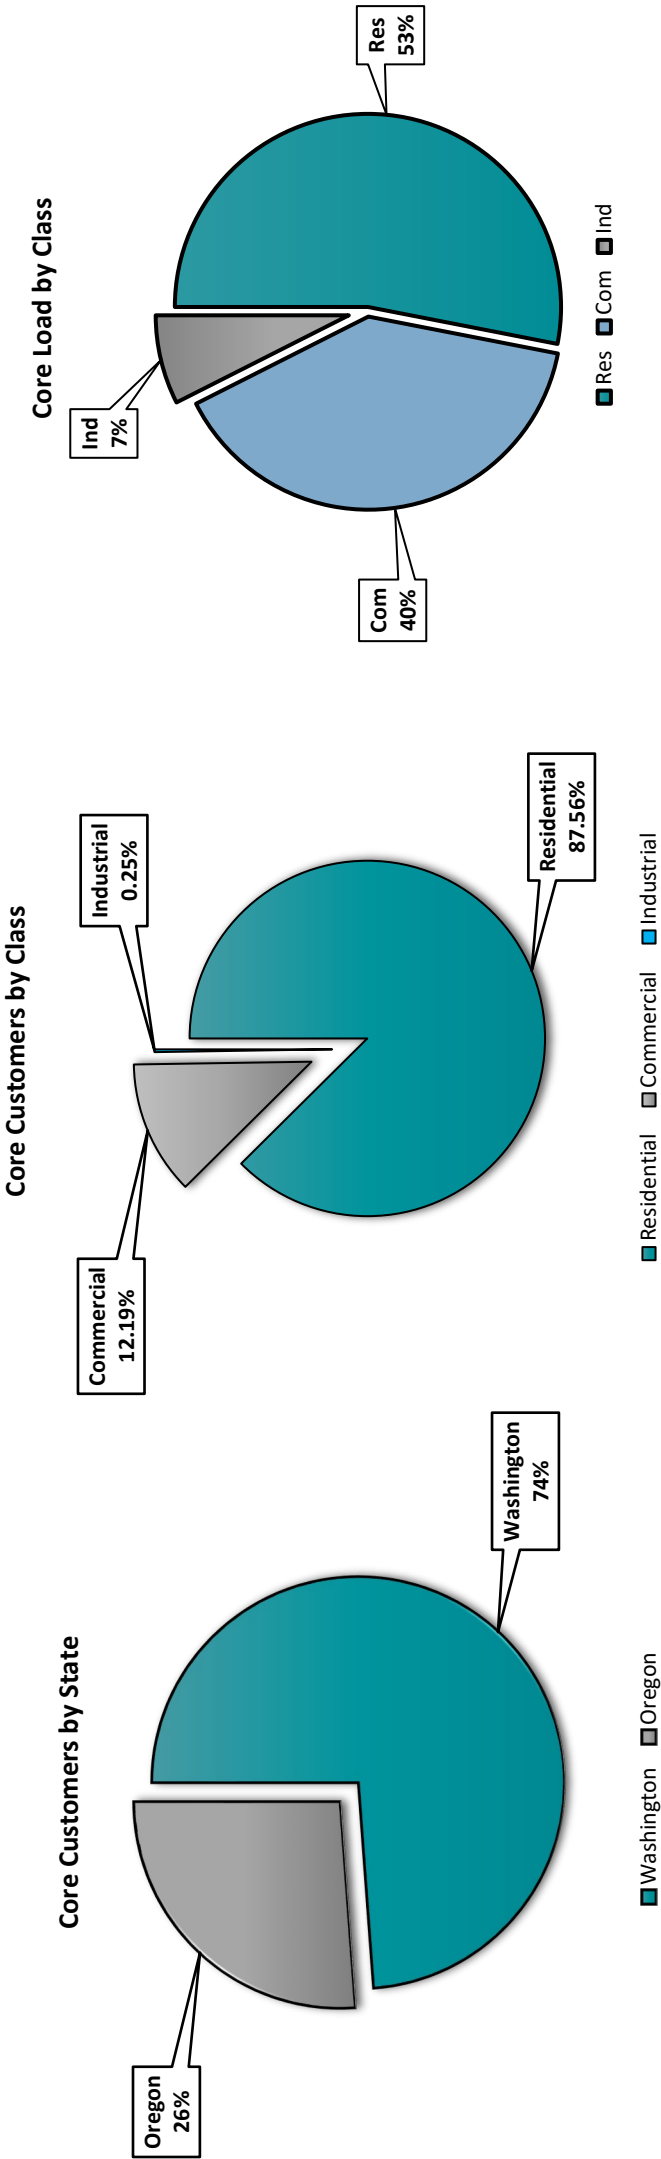 Core Customers by State
Oregon
26%
Washington
74%
Washington Oregon
Core Customers by Class
Commercial
12.19%
Industrial
0.25%
Residential
87.56%
Residential Commercial Industrial
Core Load by Class
Ind
7%
Com
40%
Res
53%
Res Com Ind